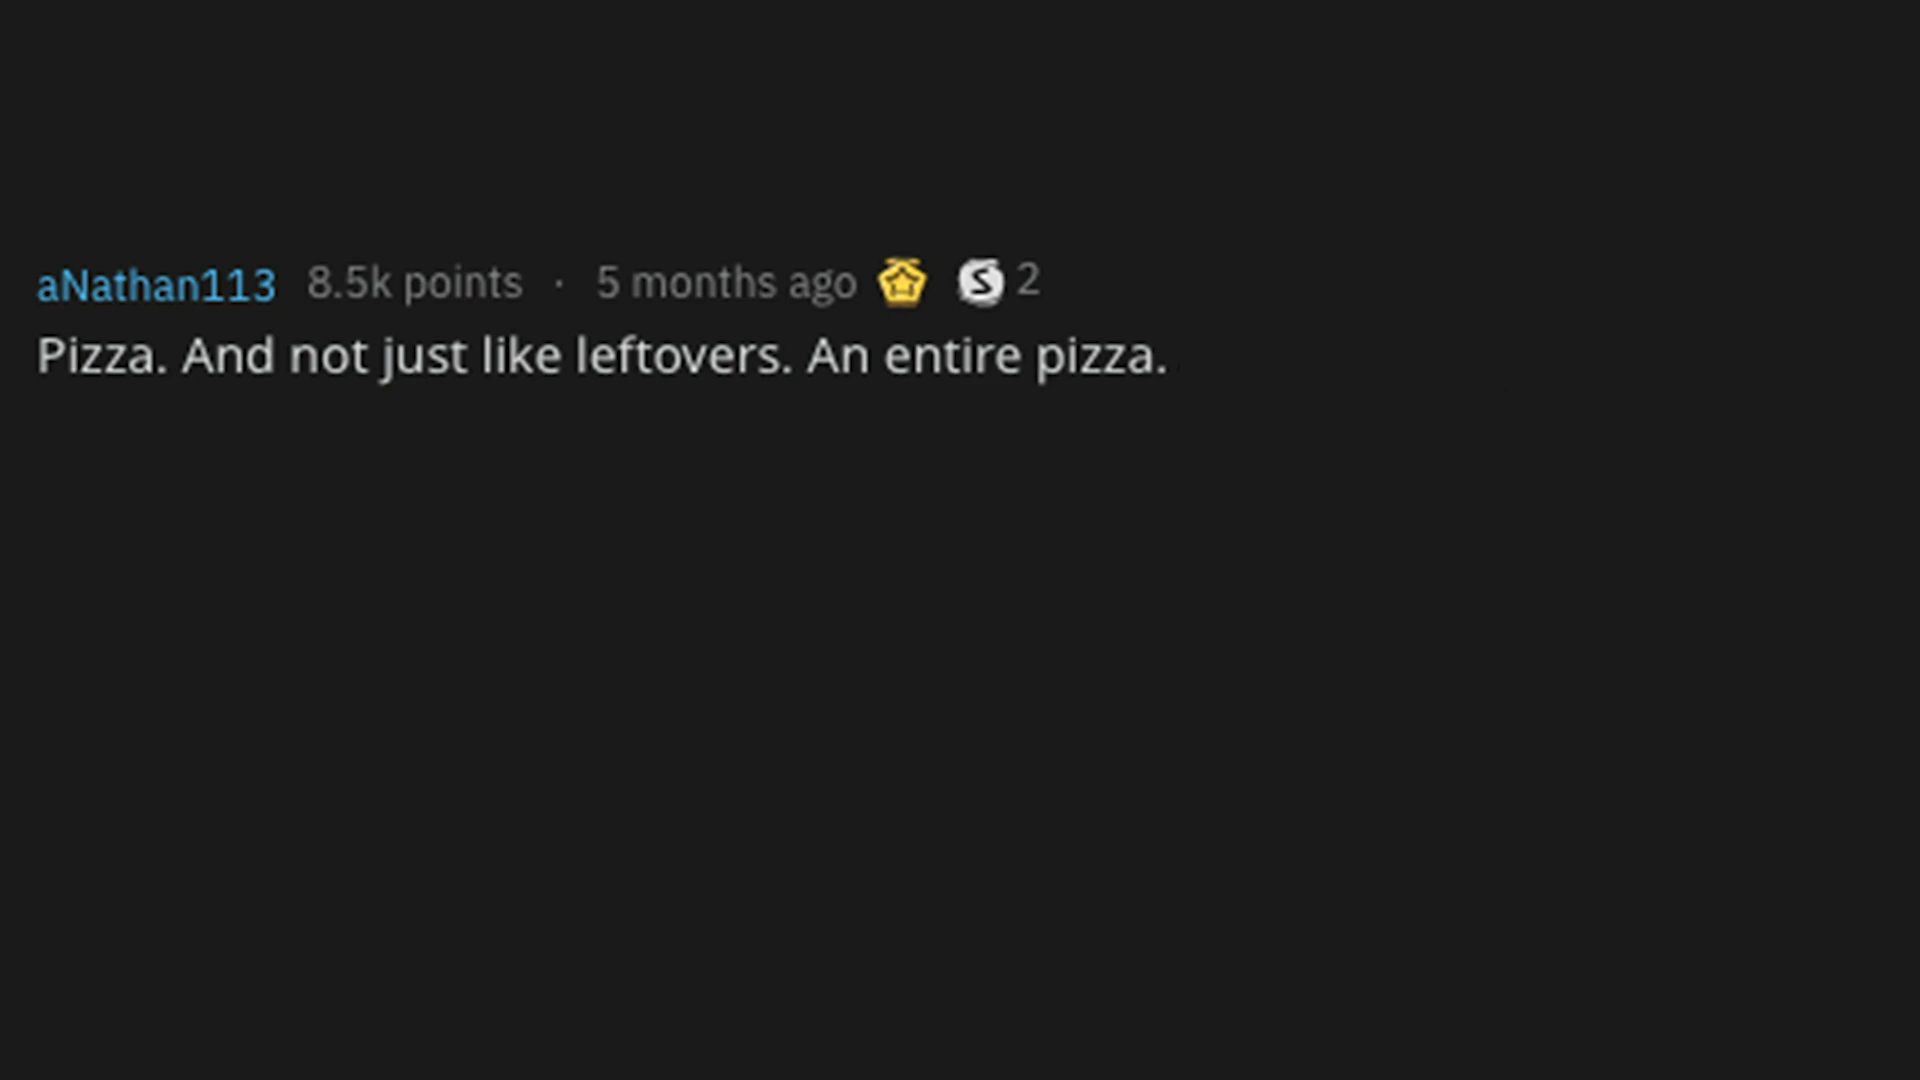 aNathan113 8.5k points · 5 months ago S 2
Pizza. And not just like leftovers. An entire pizza.